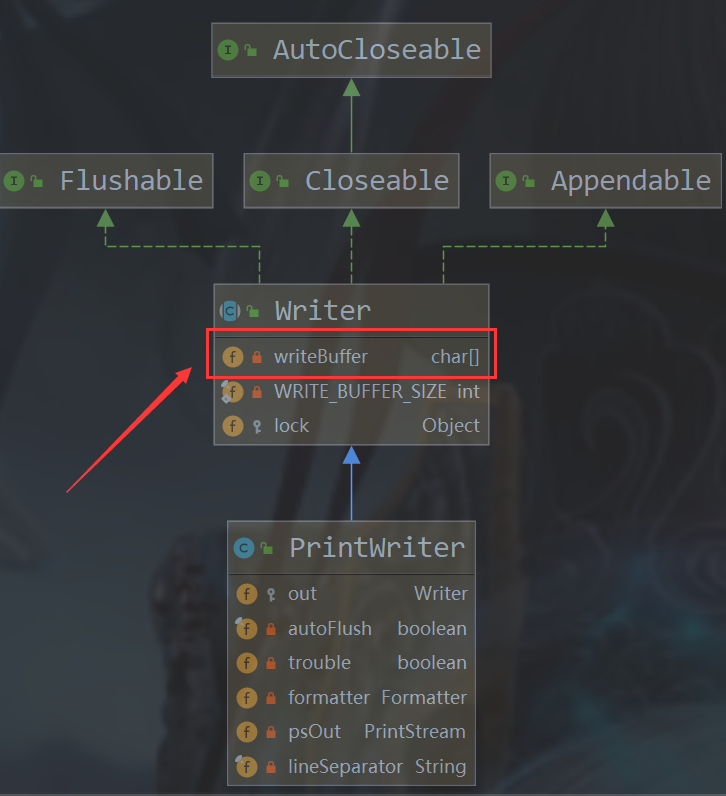 AutoCloseable
Flushable Closeable Appendable
Writer
writeBuffer char[]
WRITE_BUFFER_SIZE int
lock Object
PrintWriter
out Writer
autoFlush boolean
trouble boolean
formatter Formatter
psOut PrintStream
lineSeparator String